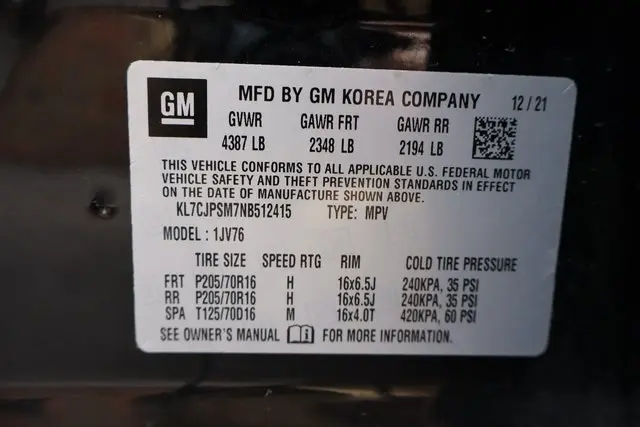 GM
MFD BY GM KOREA COMPANY 12/21
GVWR GAWR FRT GAWR RR
4387 LB 2348 LB 2194 LB
THIS VEHICLE CONFORMS TO ALL APPLICABLE U.S. FEDERAL MOTOR
VEHICLE SAFETY AND THEFT PREVENTION STANDARDS IN EFFECT
ON THE DATE OF MANUFACTURE SHOWN ABOVE.
KL7CJPSM7NB512415 TYPE: MPV
MODEL: 1JV76
TIRE SIZE SPEED RTG RIM COLD TIRE PRESSURE
FRT P205/70R16 H 16x6.5J 240KPA, 35 PSI
RR P205/70R16 H 16x6.5J 240KPA, 35 PSI
SPA T125/70D16 M 16x4.0T 420KPA, 60 PSI
SEE OWNER'S MANUAL FOR MORE INFORMATION.